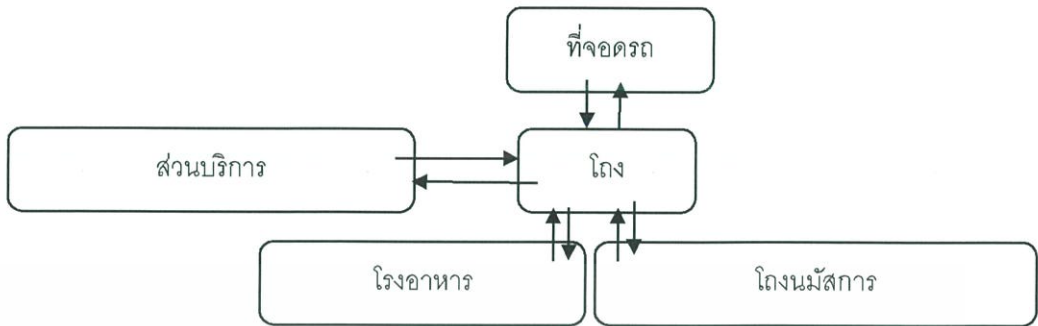 ที่จอดรถ
ส่วนบริการ
โถง
โรงอาหาร
โถงนมัสการ